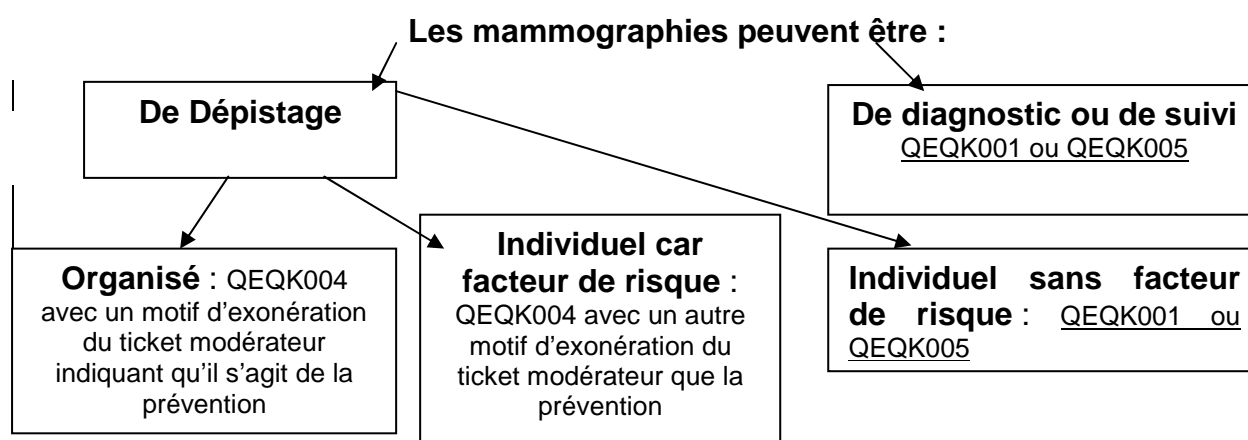 Les mammographies peuvent être :
De Dépistage
De diagnostic ou de suivi
QEQK001 ou QEQK005
Organisé : QEQK004
avec un motif d’exonération
du ticket modérateur
indiquant qu’il s’agit de la
prévention
Individuel car
facteur de risque :
QEQK004 avec un autre
motif d’exonération du
ticket modérateur que la
prévention
Individuel sans facteur
de risque : QEQK001 ou
QEQK005